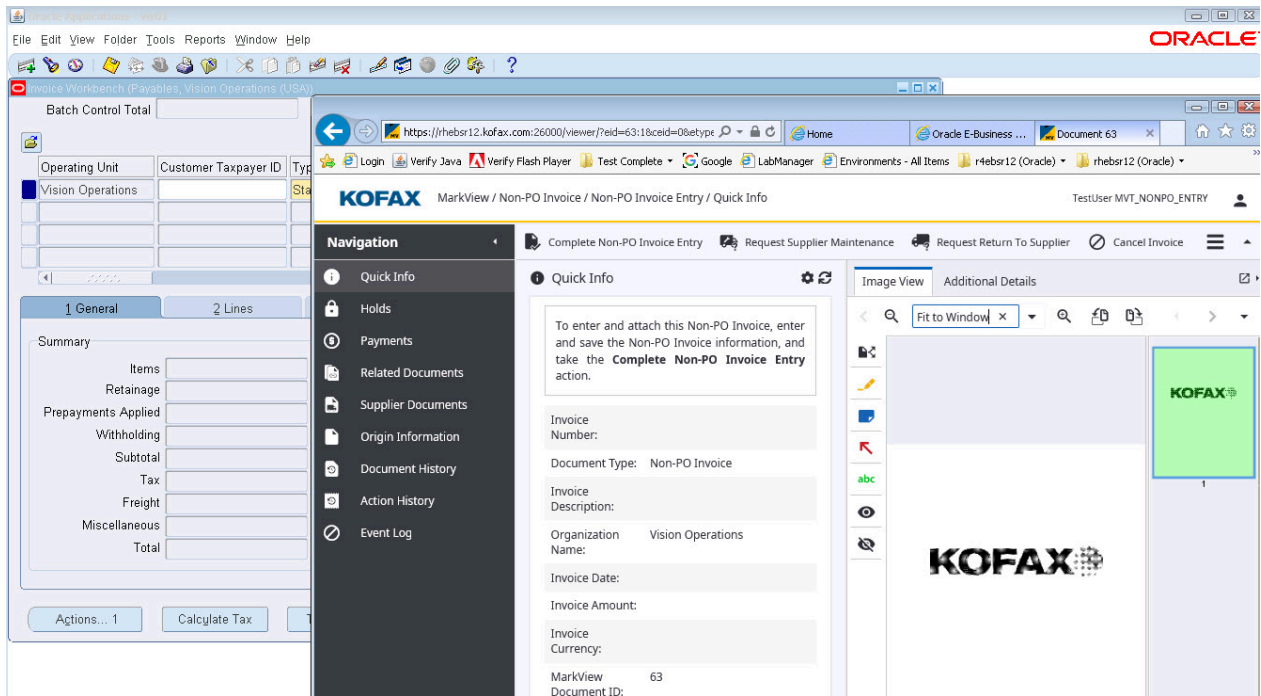 Oracle Applications - Vis01
File Edit View Folder Tools Reports Window Help
ORACLE
Invoice Workbench (Payables, Vision Operations (USA))
Batch Control Total
Operating Unit Customer Taxpayer ID Typ
Vision Operations Sta
1 General 2 Lines
Summary
Items
Retainage
Prepayments Applied
Withholding
Subtotal
Tax
Freight
Miscellaneous
Total
Actions... 1 Calculate Tax T
https://rhebsr12.kofax.com:26000/viewer/?eid=63:1&ceid=0&etype
Home Oracle E-Business ... Document 63
Login Verify Java Verify Flash Player Test Complete Google LabManager Environments - All Items r4ebsr12 (Oracle) rhebsr12 (Oracle)
KOFAX MarkView / Non-PO Invoice / Non-PO Invoice Entry / Quick Info TestUser MVT_NONPO_ENTRY
Navigation
Complete Non-PO Invoice Entry Request Supplier Maintenance Request Return To Supplier Cancel Invoice
Quick Info
Holds
Payments
Related Documents
Supplier Documents
Origin Information
Document History
Action History
Event Log
Quick Info
To enter and attach this Non-PO Invoice, enter
and save the Non-PO Invoice information, and
take the Complete Non-PO Invoice Entry
action.
Invoice
Number:
Document Type: Non-PO Invoice
Invoice
Description:
Organization Vision Operations
Name:
Invoice Date:
Invoice Amount:
Invoice
Currency:
MarkView 63
Document ID:
Image View Additional Details
Fit to Window
abc
KOFAX
KOFAX
1